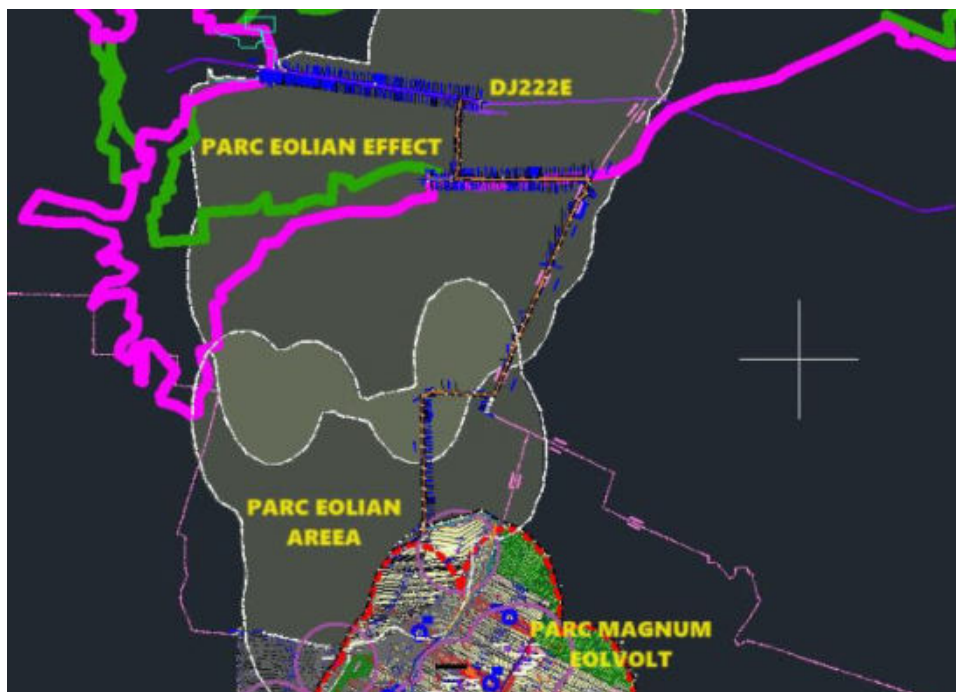 DJ222E
PARC EOLIAN EFFECT
PARC EOLIAN
AREEA
PARC MAGNUM
EOLVOLT